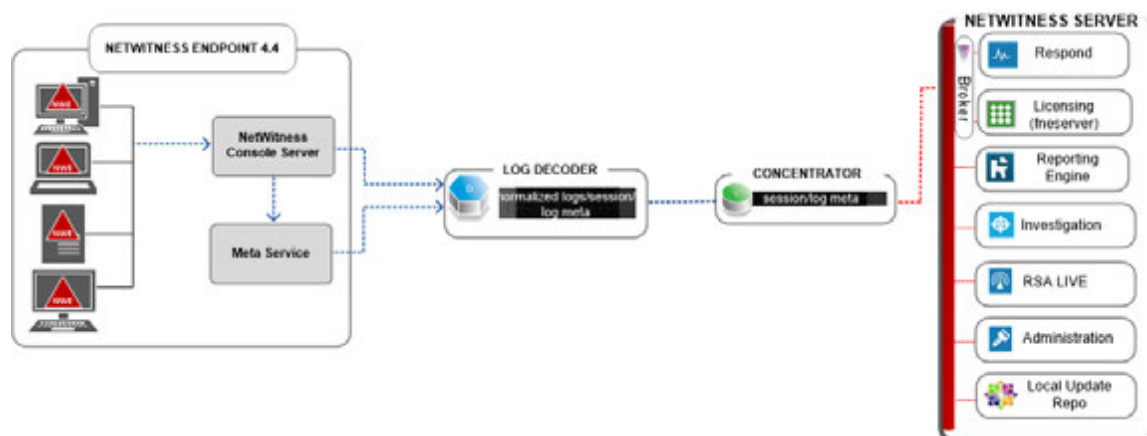 NETWITNESS ENDPOINT 4.4
NWE
NWE
NWE
NWE
NetWitness
Console Server
Meta Service
LOG DECODER
normalized logs/session/
log meta
CONCENTRATOR
session/log meta
NETWITNESS SERVER
Broker
Respond
Licensing
(fneserver)
Reporting
Engine
Investigation
RSA LIVE
Administration
Local Update
Repo